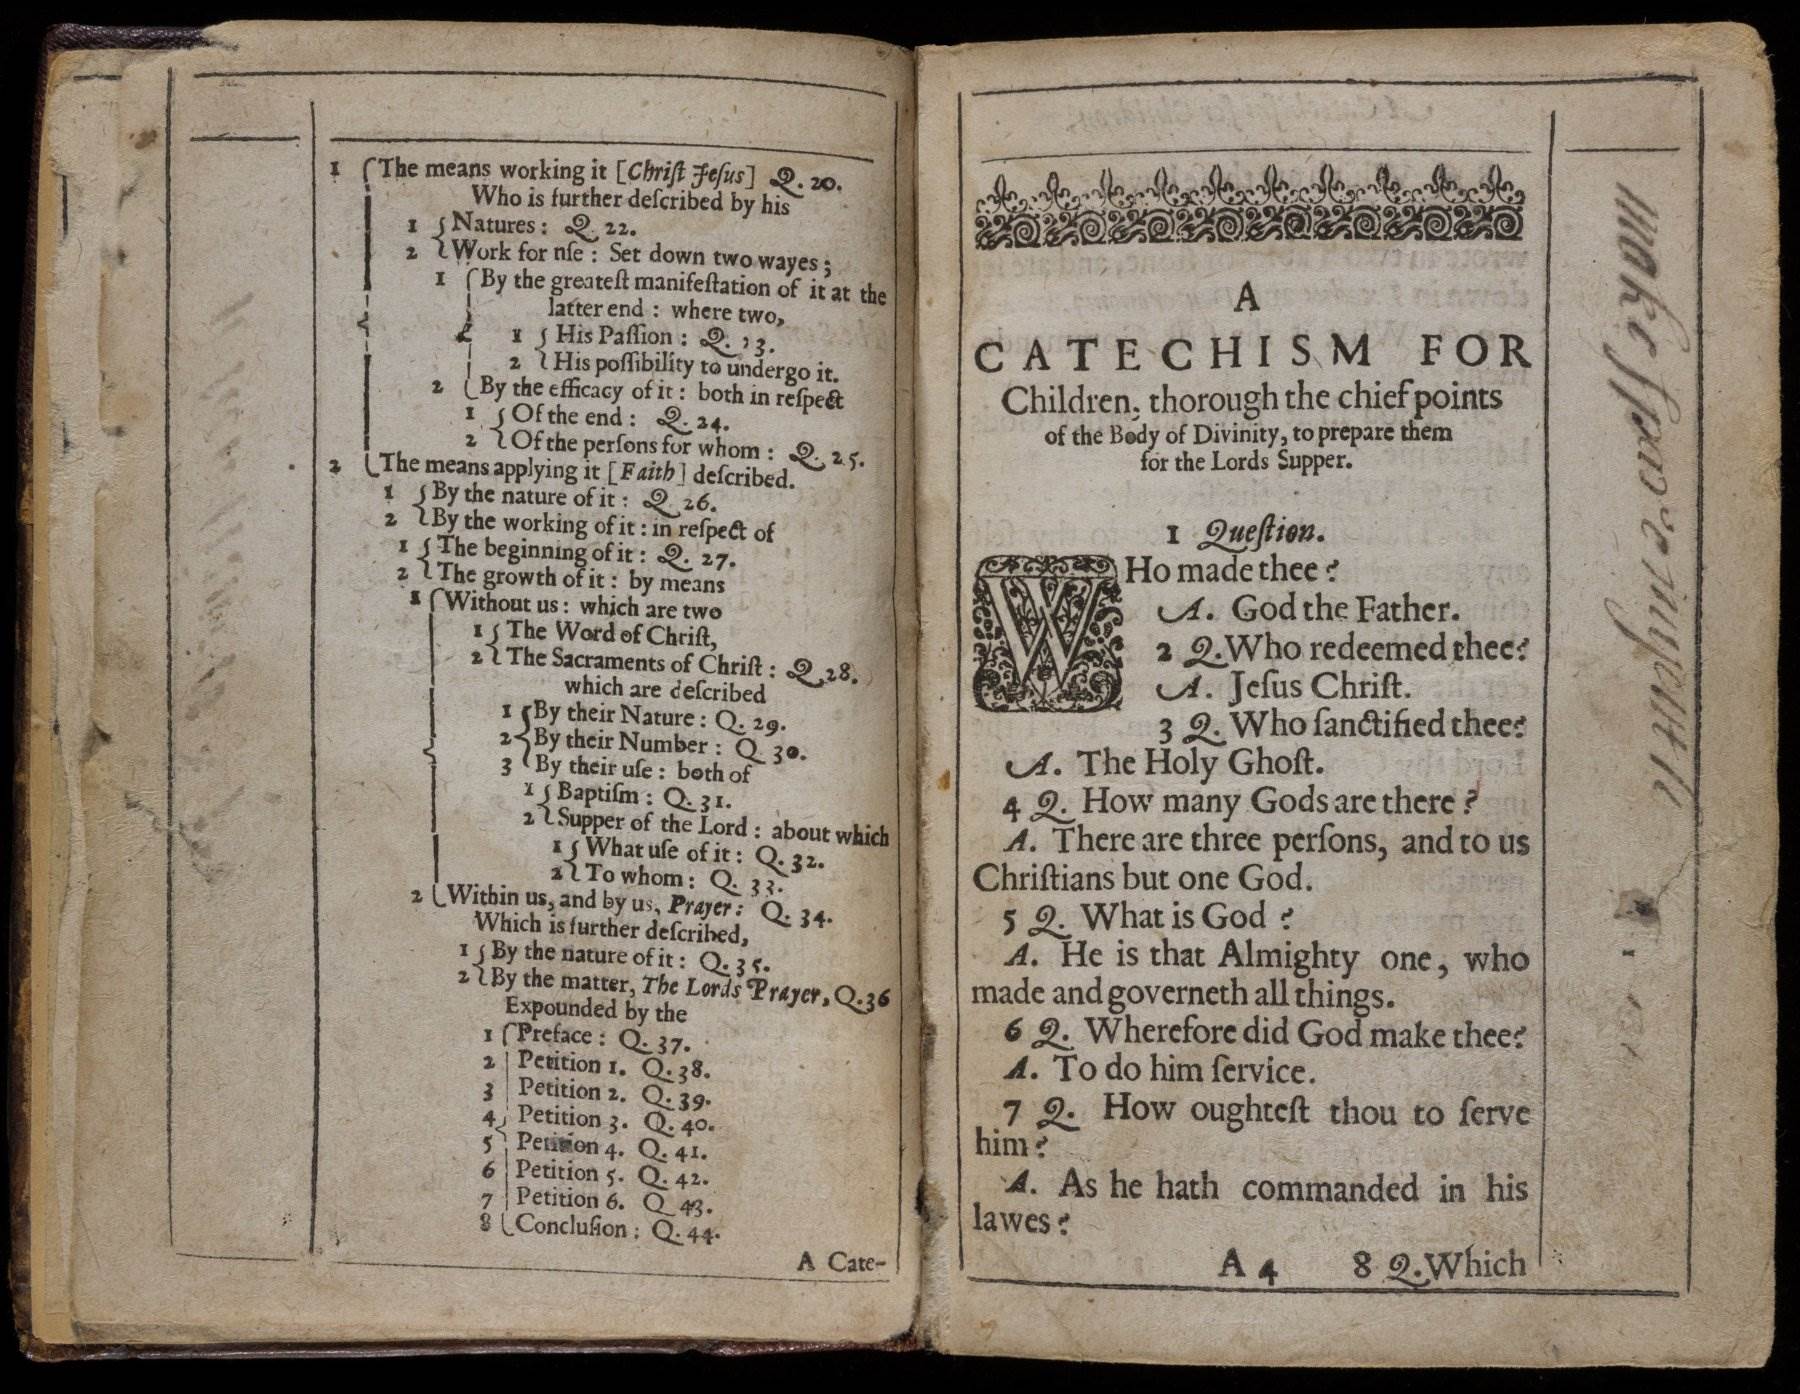 1 The means working it [Chriſt Jeſus] Q. 20.
Who is further deſcribed by his
1 Natures: Q. 22.
2 Work for nſe: Set down two wayes;
1 By the greateſt manifeſtation of it at the
latter end: where two,
1 His Paſſion: Q. 23.
2 His poſſibility to undergo it.
2 By the efficacy of it: both in reſpect
1 Of the end: Q. 24.
2 Of the perſons for whom: Q. 25.
2 The means applying it [Faith] deſcribed.
1 By the nature of it: Q. 26.
2 By the working of it: in reſpect of
1 The beginning of it: Q. 27.
2 The growth of it: by means
1 Without us: which are two
1 The Word of Chriſt,
2 The Sacraments of Chriſt: Q. 28.
which are deſcribed
1 By their Nature: Q. 29.
2 By their Number: Q. 30.
3 By their uſe: both of
1 Baptiſm: Q. 31.
2 Supper of the Lord: about which
1 What uſe of it: Q. 32.
2 To whom: Q. 33.
2 Within us, and by us, Prayer: Q. 34.
Which is further deſcribed,
1 By the nature of it: Q. 35.
2 By the matter, The Lords Prayer, Q. 36
Expounded by the
1 Preface: Q. 37.
2 Petition 1. Q. 38.
3 Petition 2. Q. 39.
4 Petition 3. Q. 40.
5 Petition 4. Q. 41.
6 Petition 5. Q. 42.
7 Petition 6. Q. 43.
8 Concluſion: Q. 44.
A Cate-
A
CATECHISM FOR
Children, thorough the chief points
of the Body of Divinity, to prepare them
for the Lords Supper.
1 Queſtion.
WHo made thee?
A. God the Father.
2 Q. Who redeemed thee?
A. Jeſus Chriſt.
3 Q. Who ſanctified thee?
A. The Holy Ghoſt.
4 Q. How many Gods are there?
A. There are three perſons, and to us
Chriſtians but one God.
5 Q. What is God?
A. He is that Almighty one, who
made and governeth all things.
6 Q. Wherefore did God make thee?
A. To do him ſervice.
7 Q. How oughteſt thou to ſerve
him?
A. As he hath commanded in his
lawes?
A 4 8 Q. Which